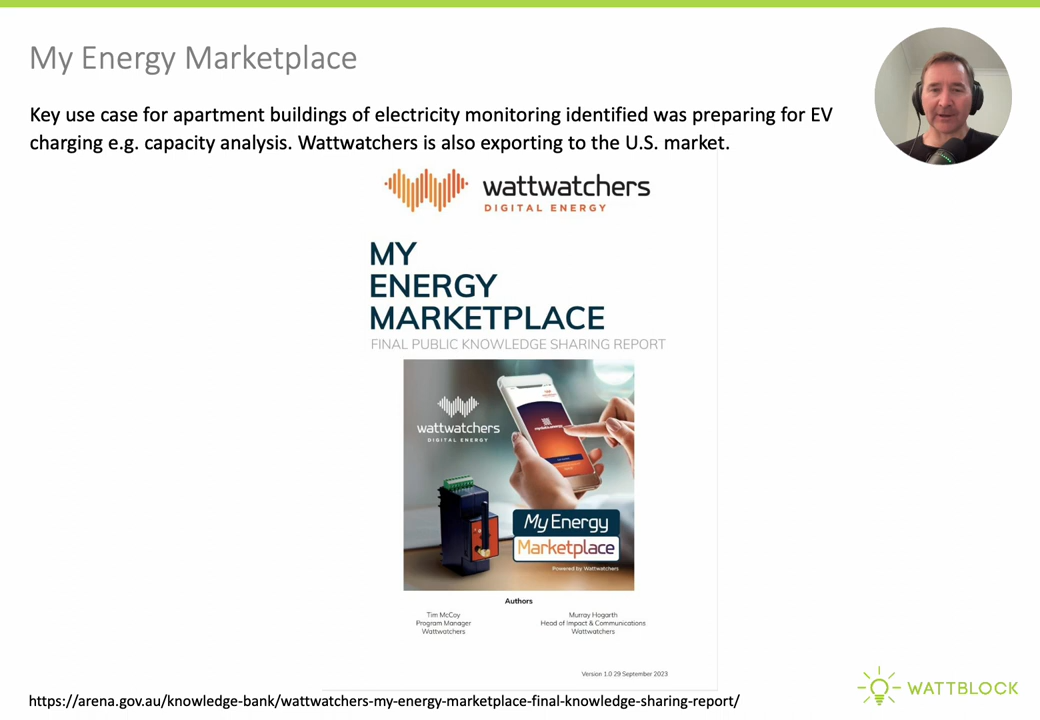 My Energy Marketplace
Key use case for apartment buildings of electricity monitoring identified was preparing for EV
charging e.g. capacity analysis. Wattwatchers is also exporting to the U.S. market.
wattwatchers
DIGITAL ENERGY
MY
ENERGY
MARKETPLACE
FINAL PUBLIC KNOWLEDGE SHARING REPORT
wattwatchers
DIGITAL ENERGY
My Energy
Marketplace
Powered by Wattwatchers
Authors
Tim McCoy
Program Manager
Wattwatchers
Murray Hogarth
Head of Impact & Communications
Wattwatchers
Version 1.0 29 September 2023
https://arena.gov.au/knowledge-bank/wattwatchers-my-energy-marketplace-final-knowledge-sharing-report/
WATTBLOCK